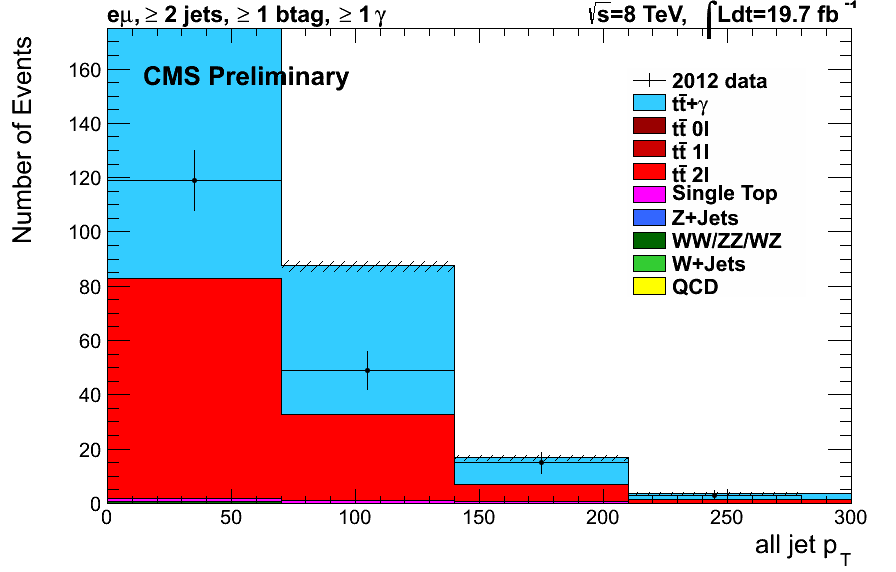 eμ, ≥ 2 jets, ≥ 1 btag, ≥ 1 γ
√s=8 TeV, ∫Ldt=19.7 fb⁻¹
Number of Events
CMS Preliminary
2012 data
tt̄+γ
tt̄ 0l
tt̄ 1l
tt̄ 2l
Single Top
Z+Jets
WW/ZZ/WZ
W+Jets
QCD
160
140
120
100
80
60
40
20
0
0 50 100 150 200 250 300
all jet p_T